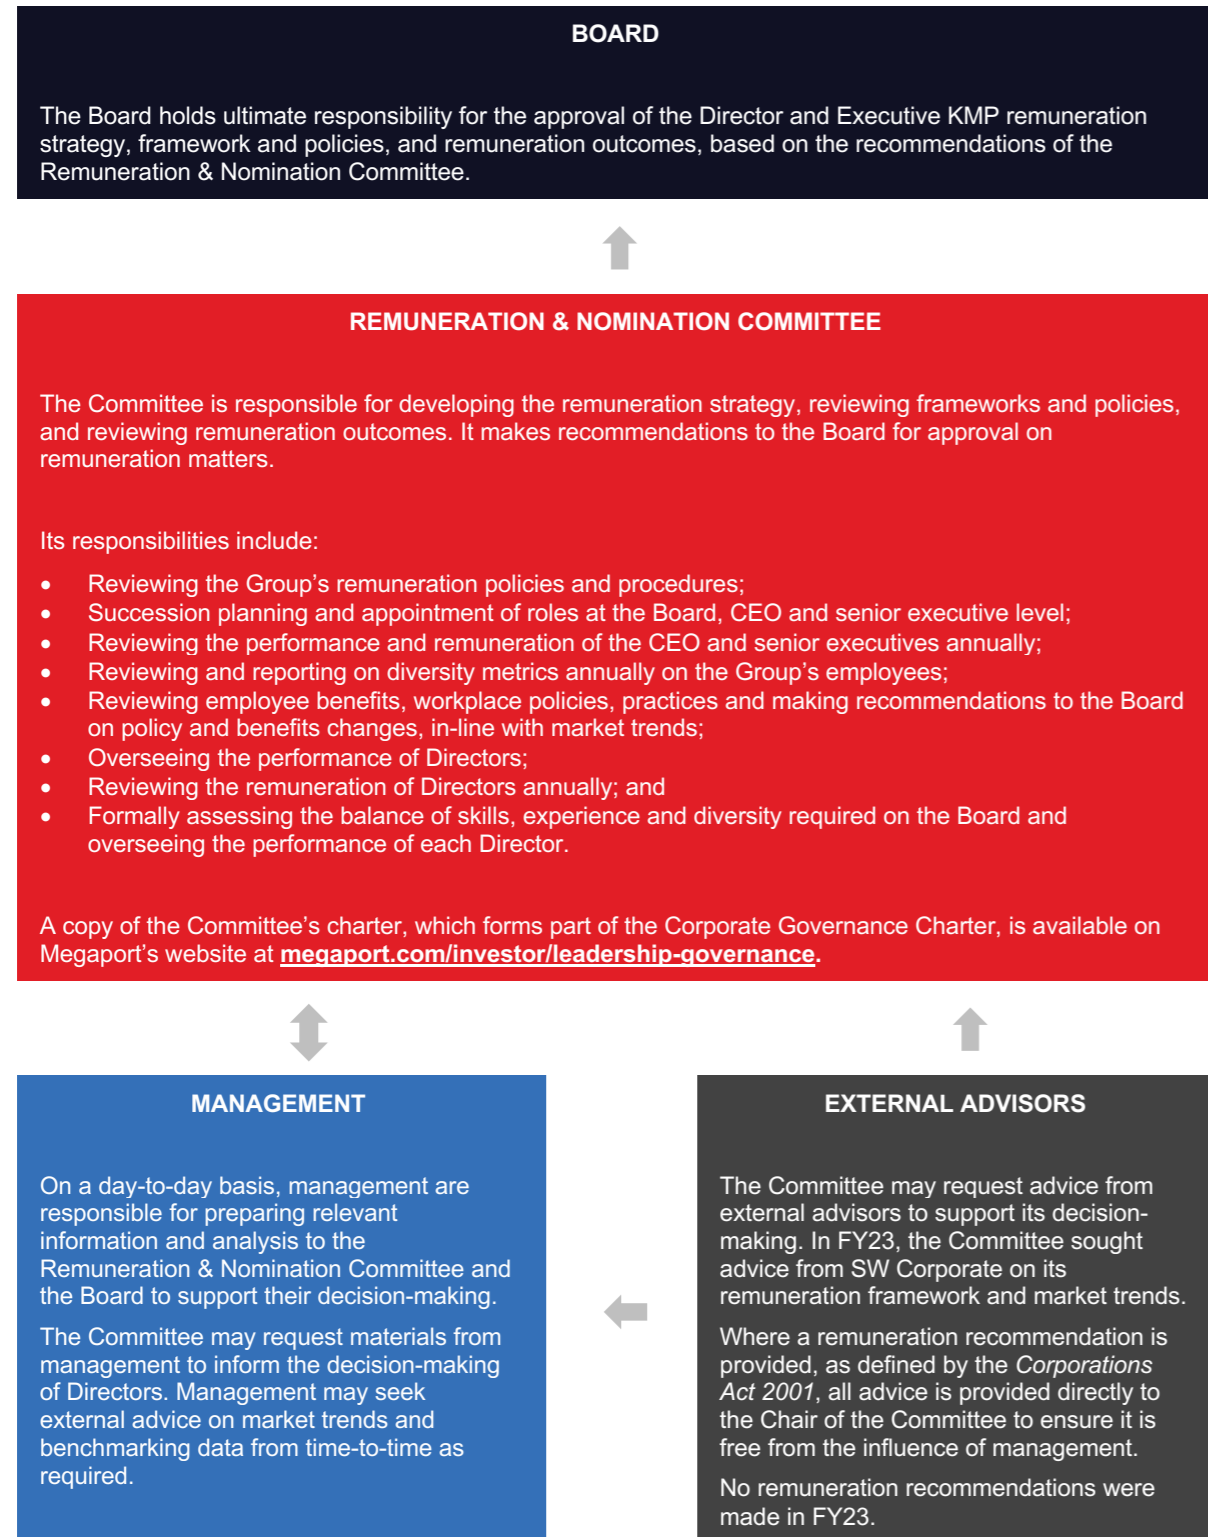 BOARD
The Board holds ultimate responsibility for the approval of the Director and Executive KMP remuneration
strategy, framework and policies, and remuneration outcomes, based on the recommendations of the
Remuneration & Nomination Committee.
REMUNERATION & NOMINATION COMMITTEE
The Committee is responsible for developing the remuneration strategy, reviewing frameworks and policies,
and reviewing remuneration outcomes. It makes recommendations to the Board for approval on
remuneration matters.
Its responsibilities include:
• Reviewing the Group’s remuneration policies and procedures;
• Succession planning and appointment of roles at the Board, CEO and senior executive level;
• Reviewing the performance and remuneration of the CEO and senior executives annually;
• Reviewing and reporting on diversity metrics annually on the Group’s employees;
• Reviewing employee benefits, workplace policies, practices and making recommendations to the Board
on policy and benefits changes, in-line with market trends;
• Overseeing the performance of Directors;
• Reviewing the remuneration of Directors annually; and
• Formally assessing the balance of skills, experience and diversity required on the Board and
overseeing the performance of each Director.
A copy of the Committee’s charter, which forms part of the Corporate Governance Charter, is available on
Megaport’s website at megaport.com/investor/leadership-governance.
MANAGEMENT
On a day-to-day basis, management are
responsible for preparing relevant
information and analysis to the
Remuneration & Nomination Committee and
the Board to support their decision-making.
The Committee may request materials from
management to inform the decision-making
of Directors. Management may seek
external advice on market trends and
benchmarking data from time-to-time as
required.
EXTERNAL ADVISORS
The Committee may request advice from
external advisors to support its decision-
making. In FY23, the Committee sought
advice from SW Corporate on its
remuneration framework and market trends.
Where a remuneration recommendation is
provided, as defined by the Corporations
Act 2001, all advice is provided directly to
the Chair of the Committee to ensure it is
free from the influence of management.
No remuneration recommendations were
made in FY23.